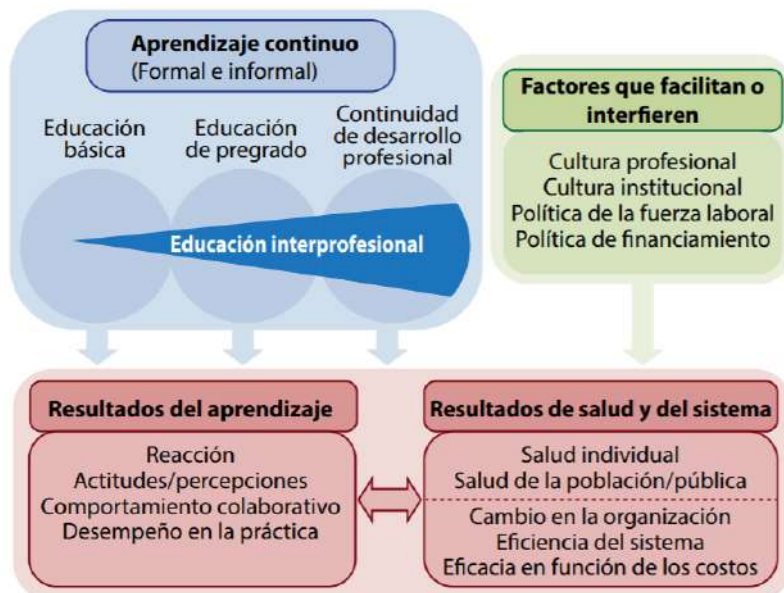 Aprendizaje continuo
(Formal e informal)
Educación
básica
Educación
de pregrado
Continuidad
de desarrollo
profesional
Educación interprofesional
Factores que facilitan o
interfieren
Cultura profesional
Cultura institucional
Política de la fuerza laboral
Política de financiamiento
Resultados del aprendizaje
Reacción
Actitudes/percepciones
Comportamiento colaborativo
Desempeño en la práctica
Resultados de salud y del sistema
Salud individual
Salud de la población/pública
Cambio en la organización
Eficiencia del sistema
Eficacia en función de los costos